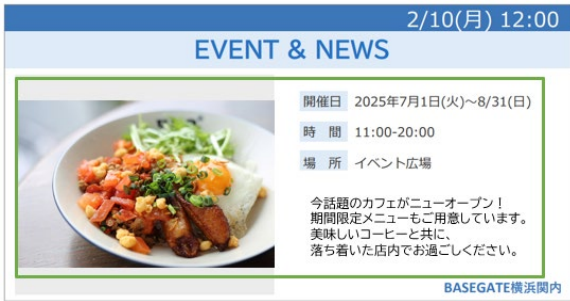 2/10(月) 12:00
EVENT & NEWS
開催日 2025年7月1日(火)~8/31(日)
時 間 11:00-20:00
場 所 イベント広場
今話題のカフェがニューオープン!
期間限定メニューもご用意しています。
美味しいコーヒーと共に、
落ち着いた店内でお過ごしください。
BASEGATE横浜関内